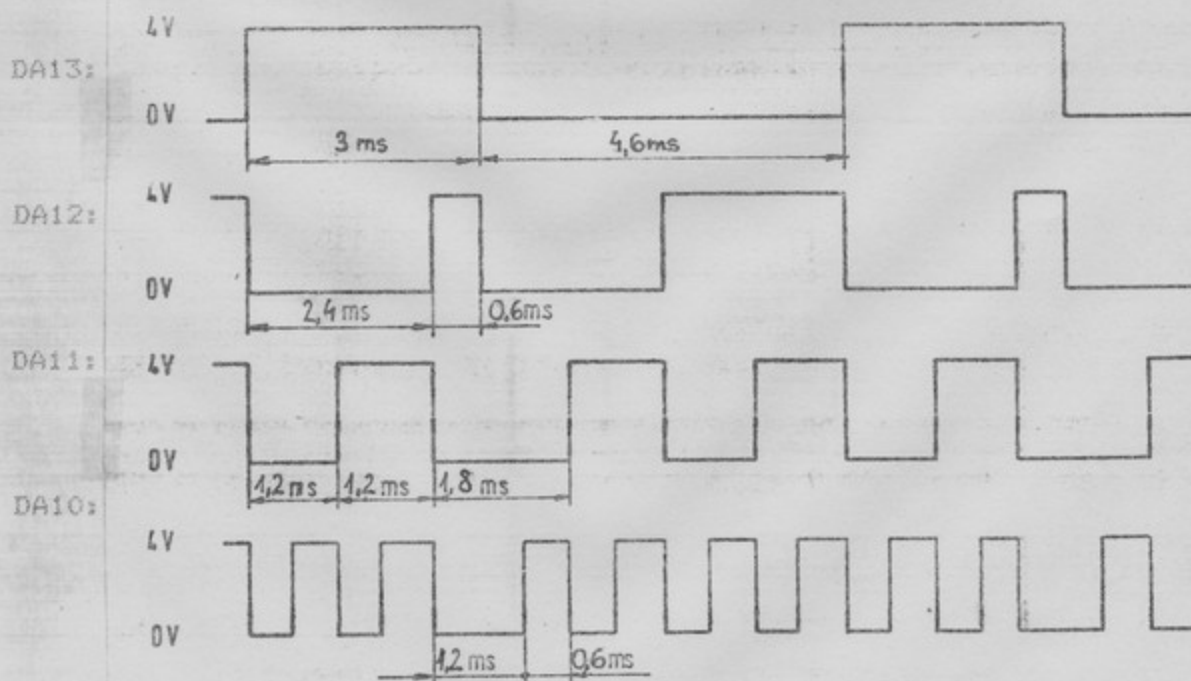 4V
DA13:
0V
3 ms 4,6ms
4V
DA12:
0V
2,4 ms 0,6ms
DA11: 4V
0V
1,2 ms 1,2 ms 1,8 ms
DA10:
4V
0V
1,2 ms 0,6ms